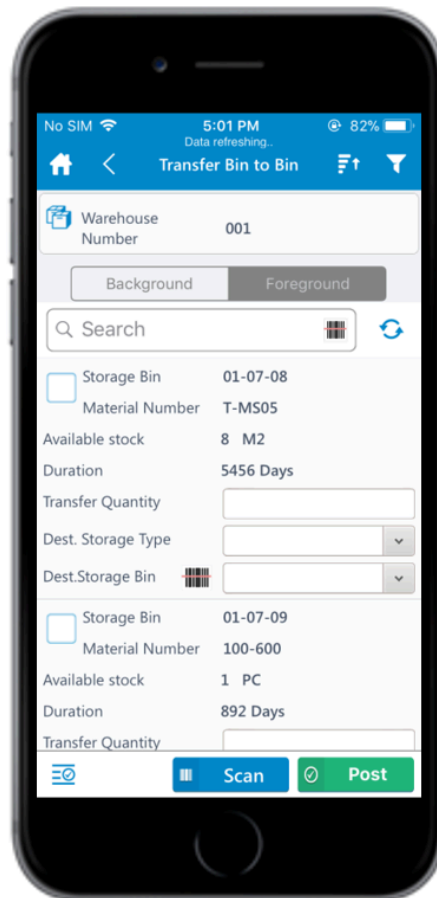 No SIM 5:01 PM 82%
Data refreshing..
Transfer Bin to Bin
Warehouse Number 001
Background Foreground
Search
Storage Bin 01-07-08
Material Number T-MS05
Available stock 8 M2
Duration 5456 Days
Transfer Quantity
Dest. Storage Type
Dest.Storage Bin
Storage Bin 01-07-09
Material Number 100-600
Available stock 1 PC
Duration 892 Days
Transfer Quantity
Scan Post